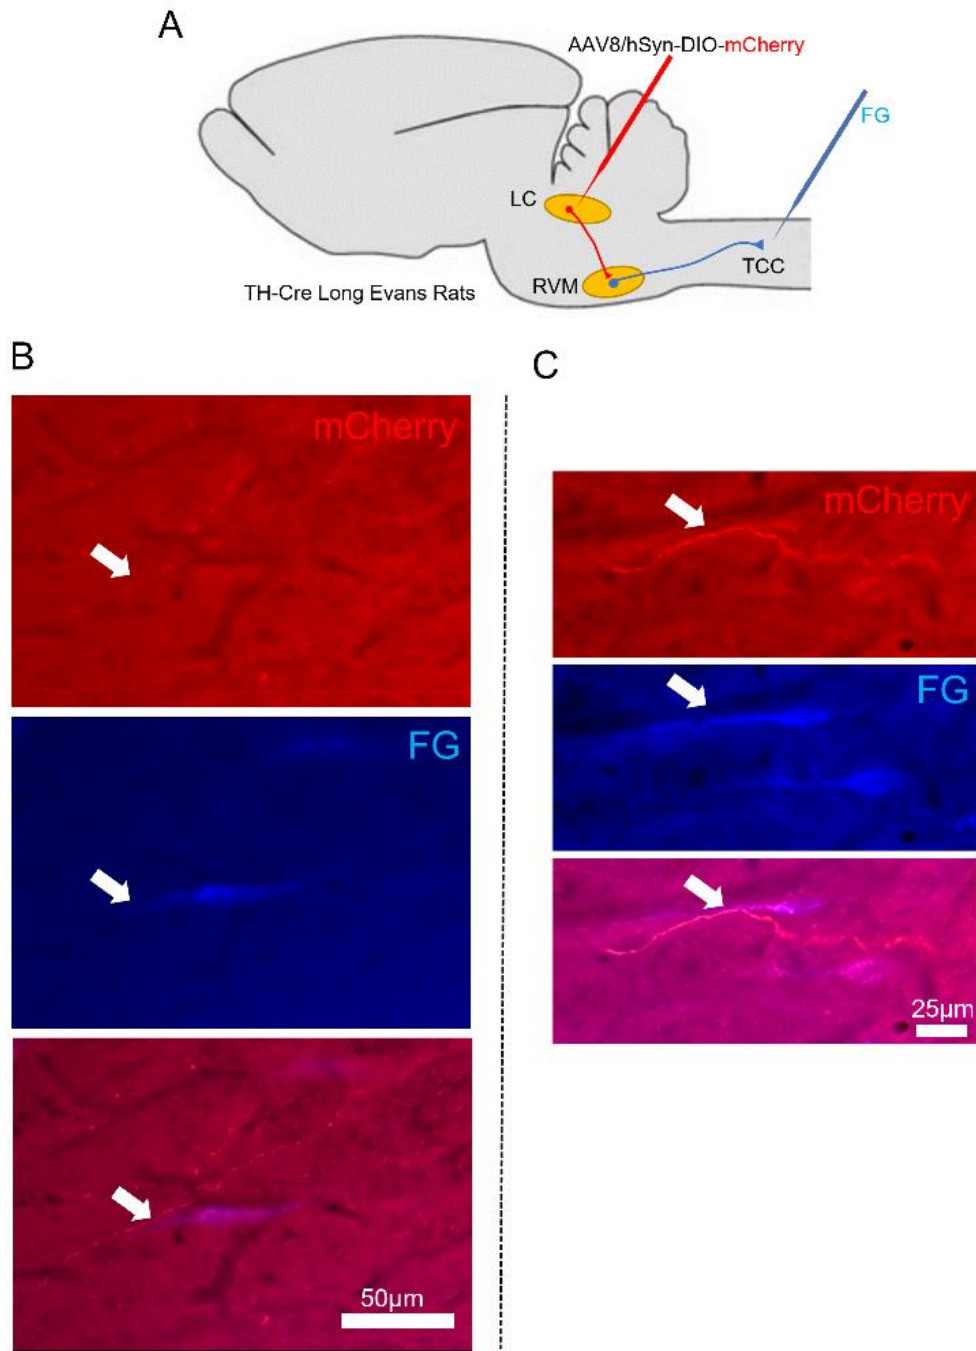 A
AAV8/hSyn-DIO-mCherry
FG
LC
RVM
TCC
TH-Cre Long Evans Rats
B
mCherry
FG
50µm
C
mCherry
FG
25µm